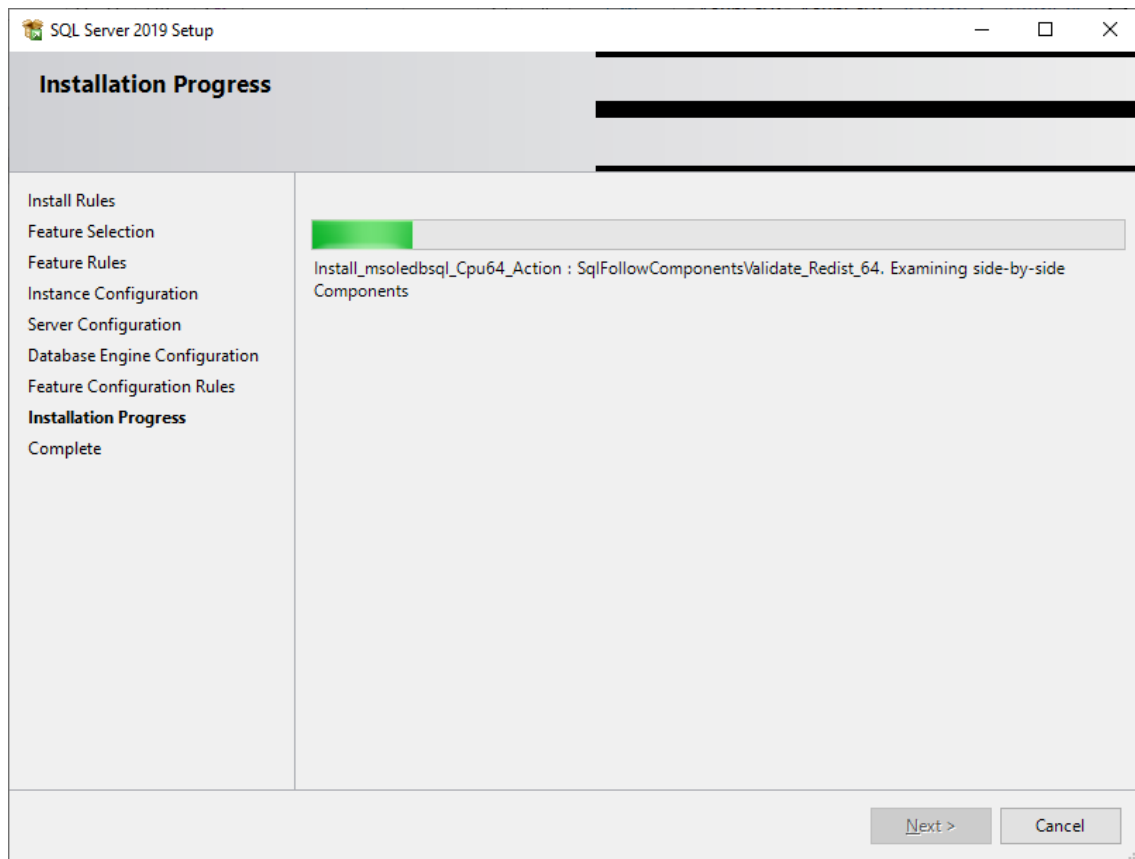 SQL Server 2019 Setup
Installation Progress
Install Rules
Feature Selection
Feature Rules
Instance Configuration
Server Configuration
Database Engine Configuration
Feature Configuration Rules
Installation Progress
Complete
Install_msoledbsql_Cpu64_Action : SqlFollowComponentsValidate_Redist_64. Examining side-by-side
Components
Next >
Cancel